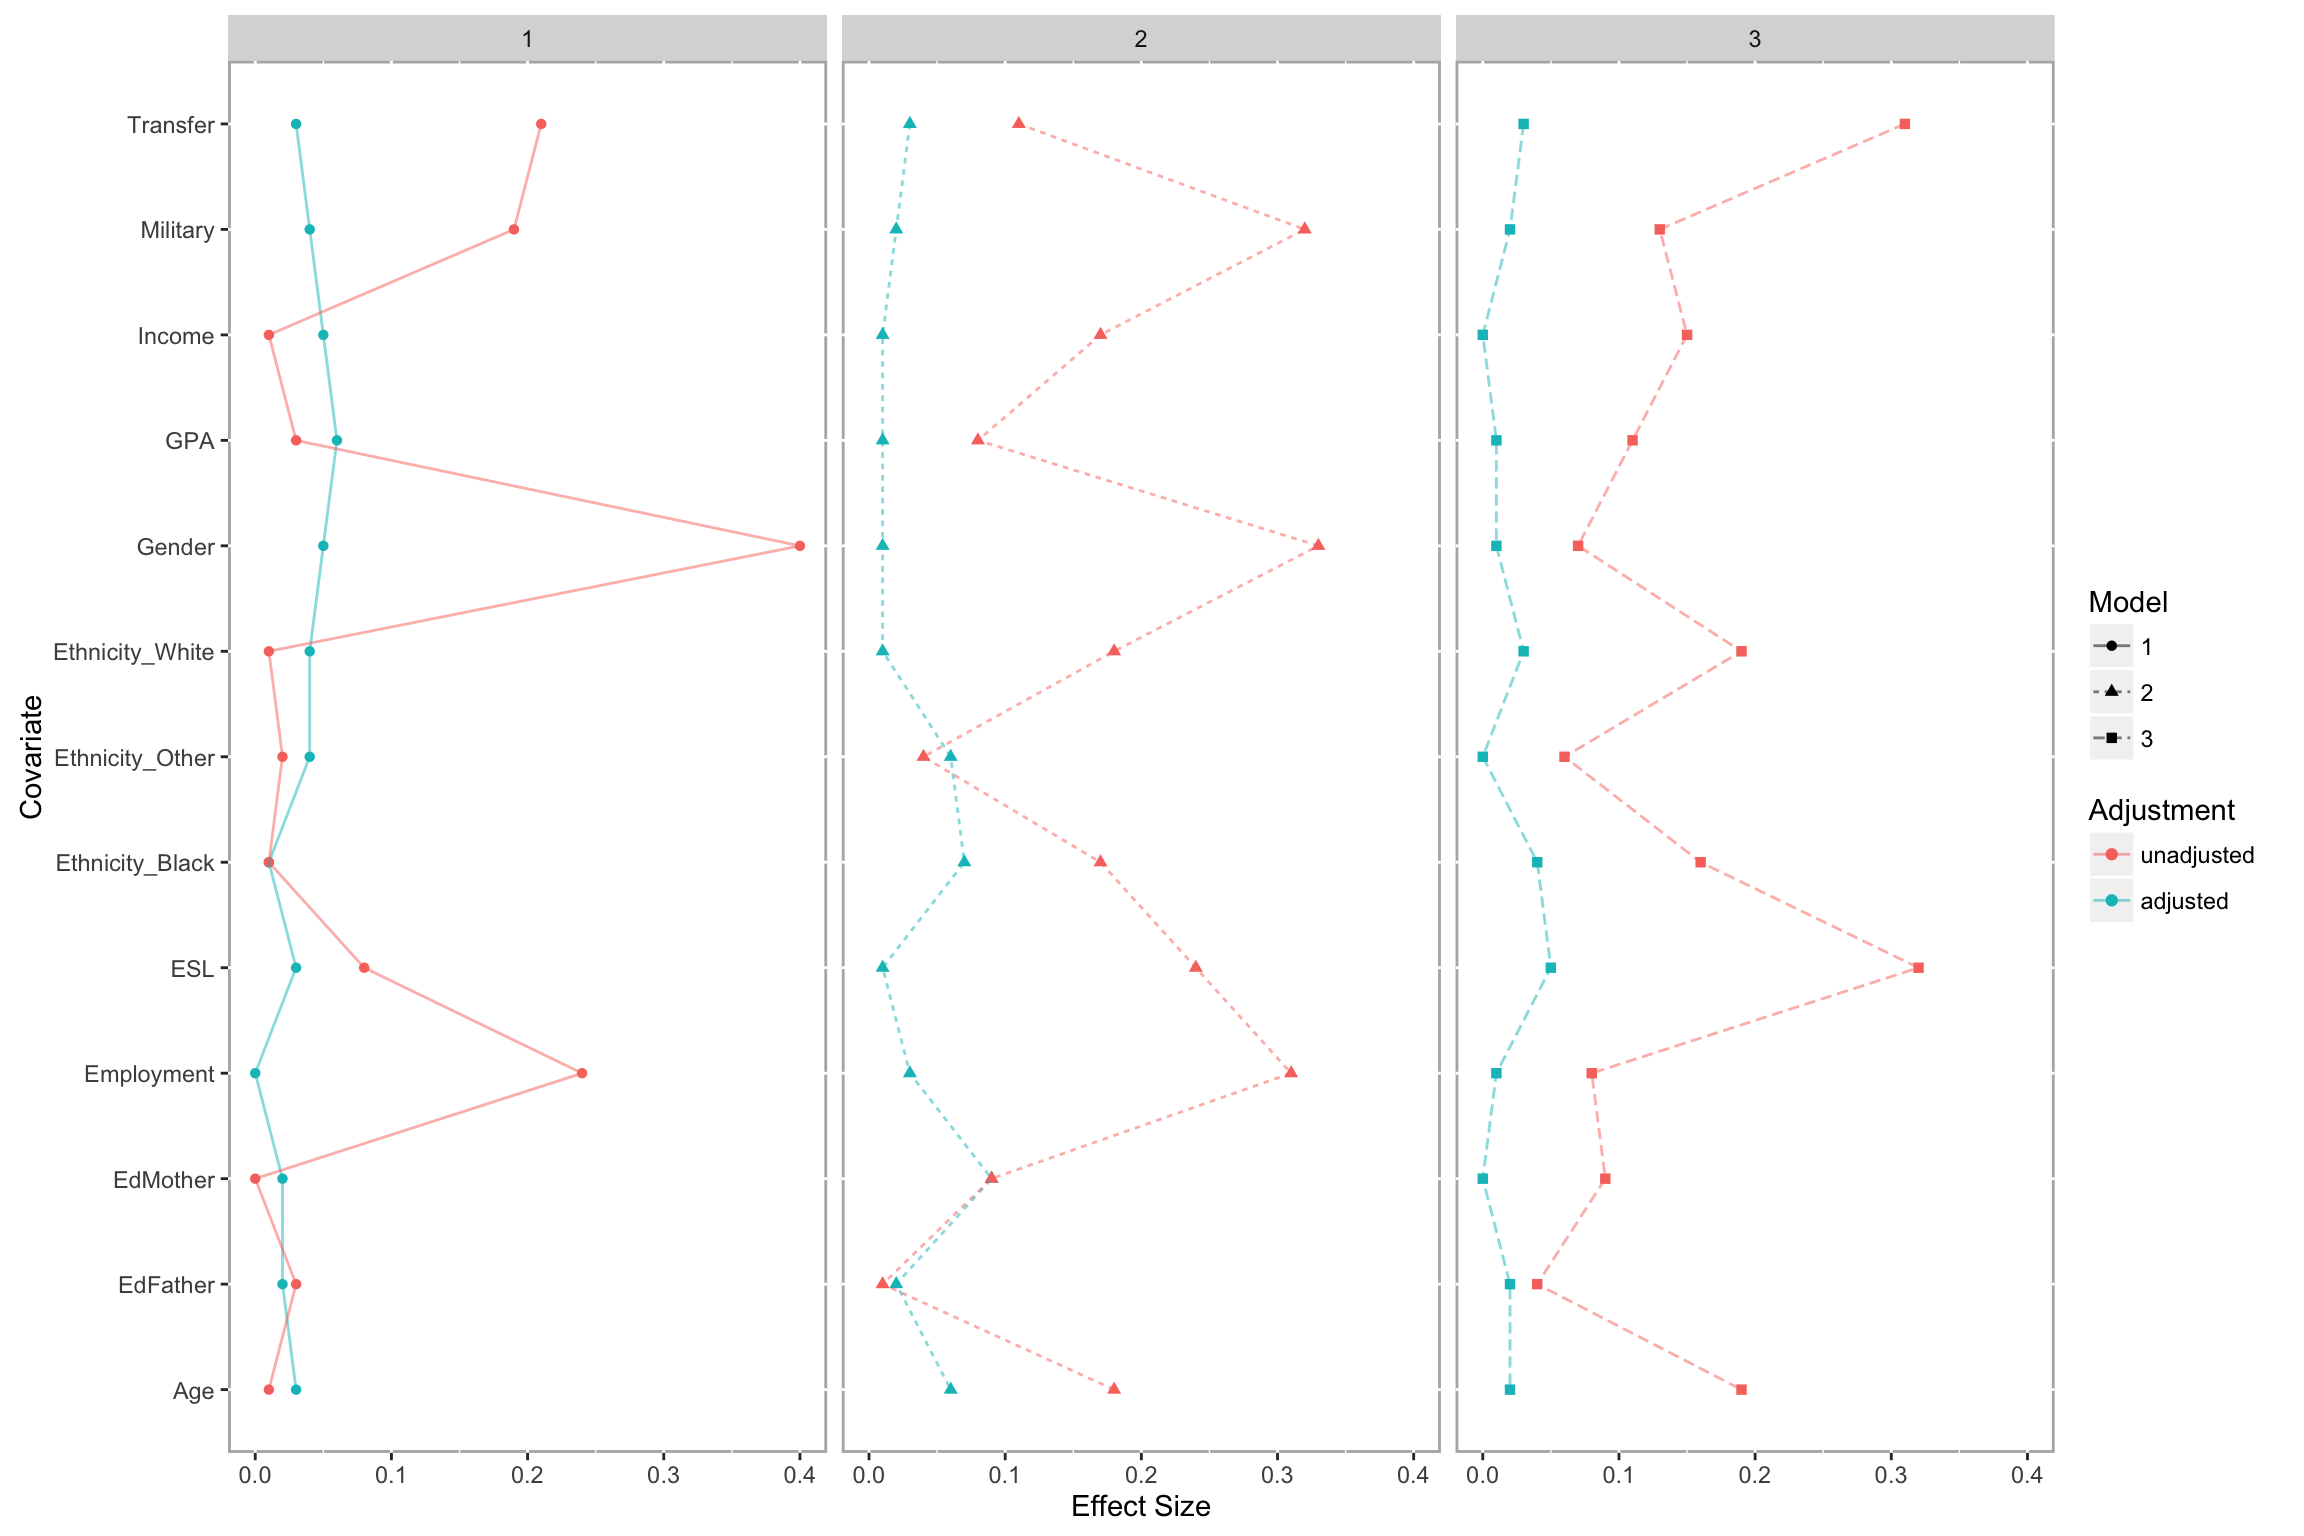 1 2 3
Transfer
Military
Income
GPA
Gender
Ethnicity_White
Ethnicity_Other
Ethnicity_Black
ESL
Employment
EdMother
EdFather
Age
Covariate
0.0 0.1 0.2 0.3 0.4 0.0 0.1 0.2 0.3 0.4 0.0 0.1 0.2 0.3 0.4
Effect Size
Model
1
2
3
Adjustment
unadjusted
adjusted